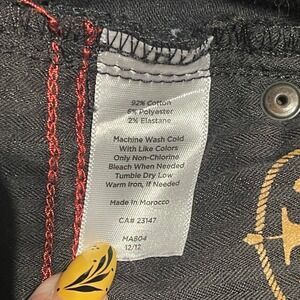 92% Cotton
6% Polyester
2% Elastane
Machine Wash Cold
With Like Colors
Only Non-Chlorine
Bleach When Needed
Tumble Dry Low
Warm Iron, If Needed
Made in Morocco
CA# 23147
MA804
12/12